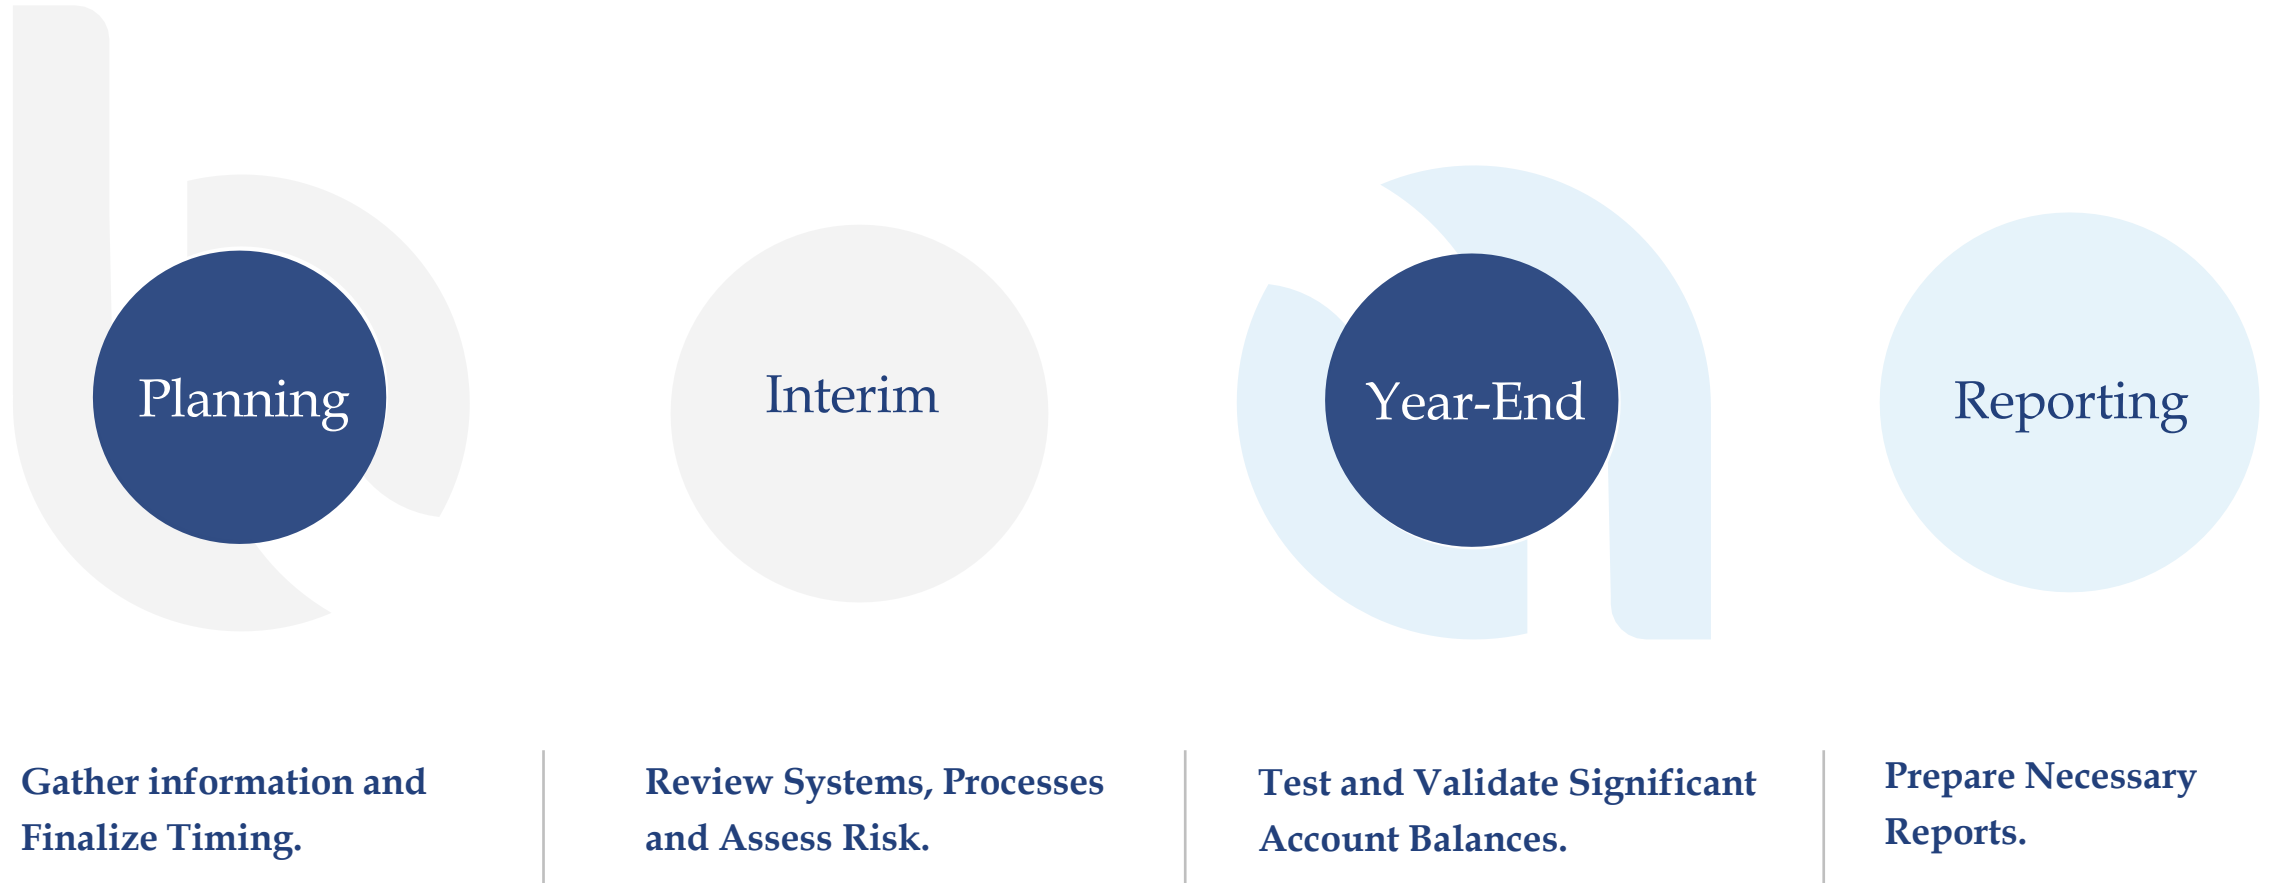 Planning
Interim
Year-End
Reporting
Gather information and
Finalize Timing.
Review Systems, Processes
and Assess Risk.
Test and Validate Significant
Account Balances.
Prepare Necessary
Reports.